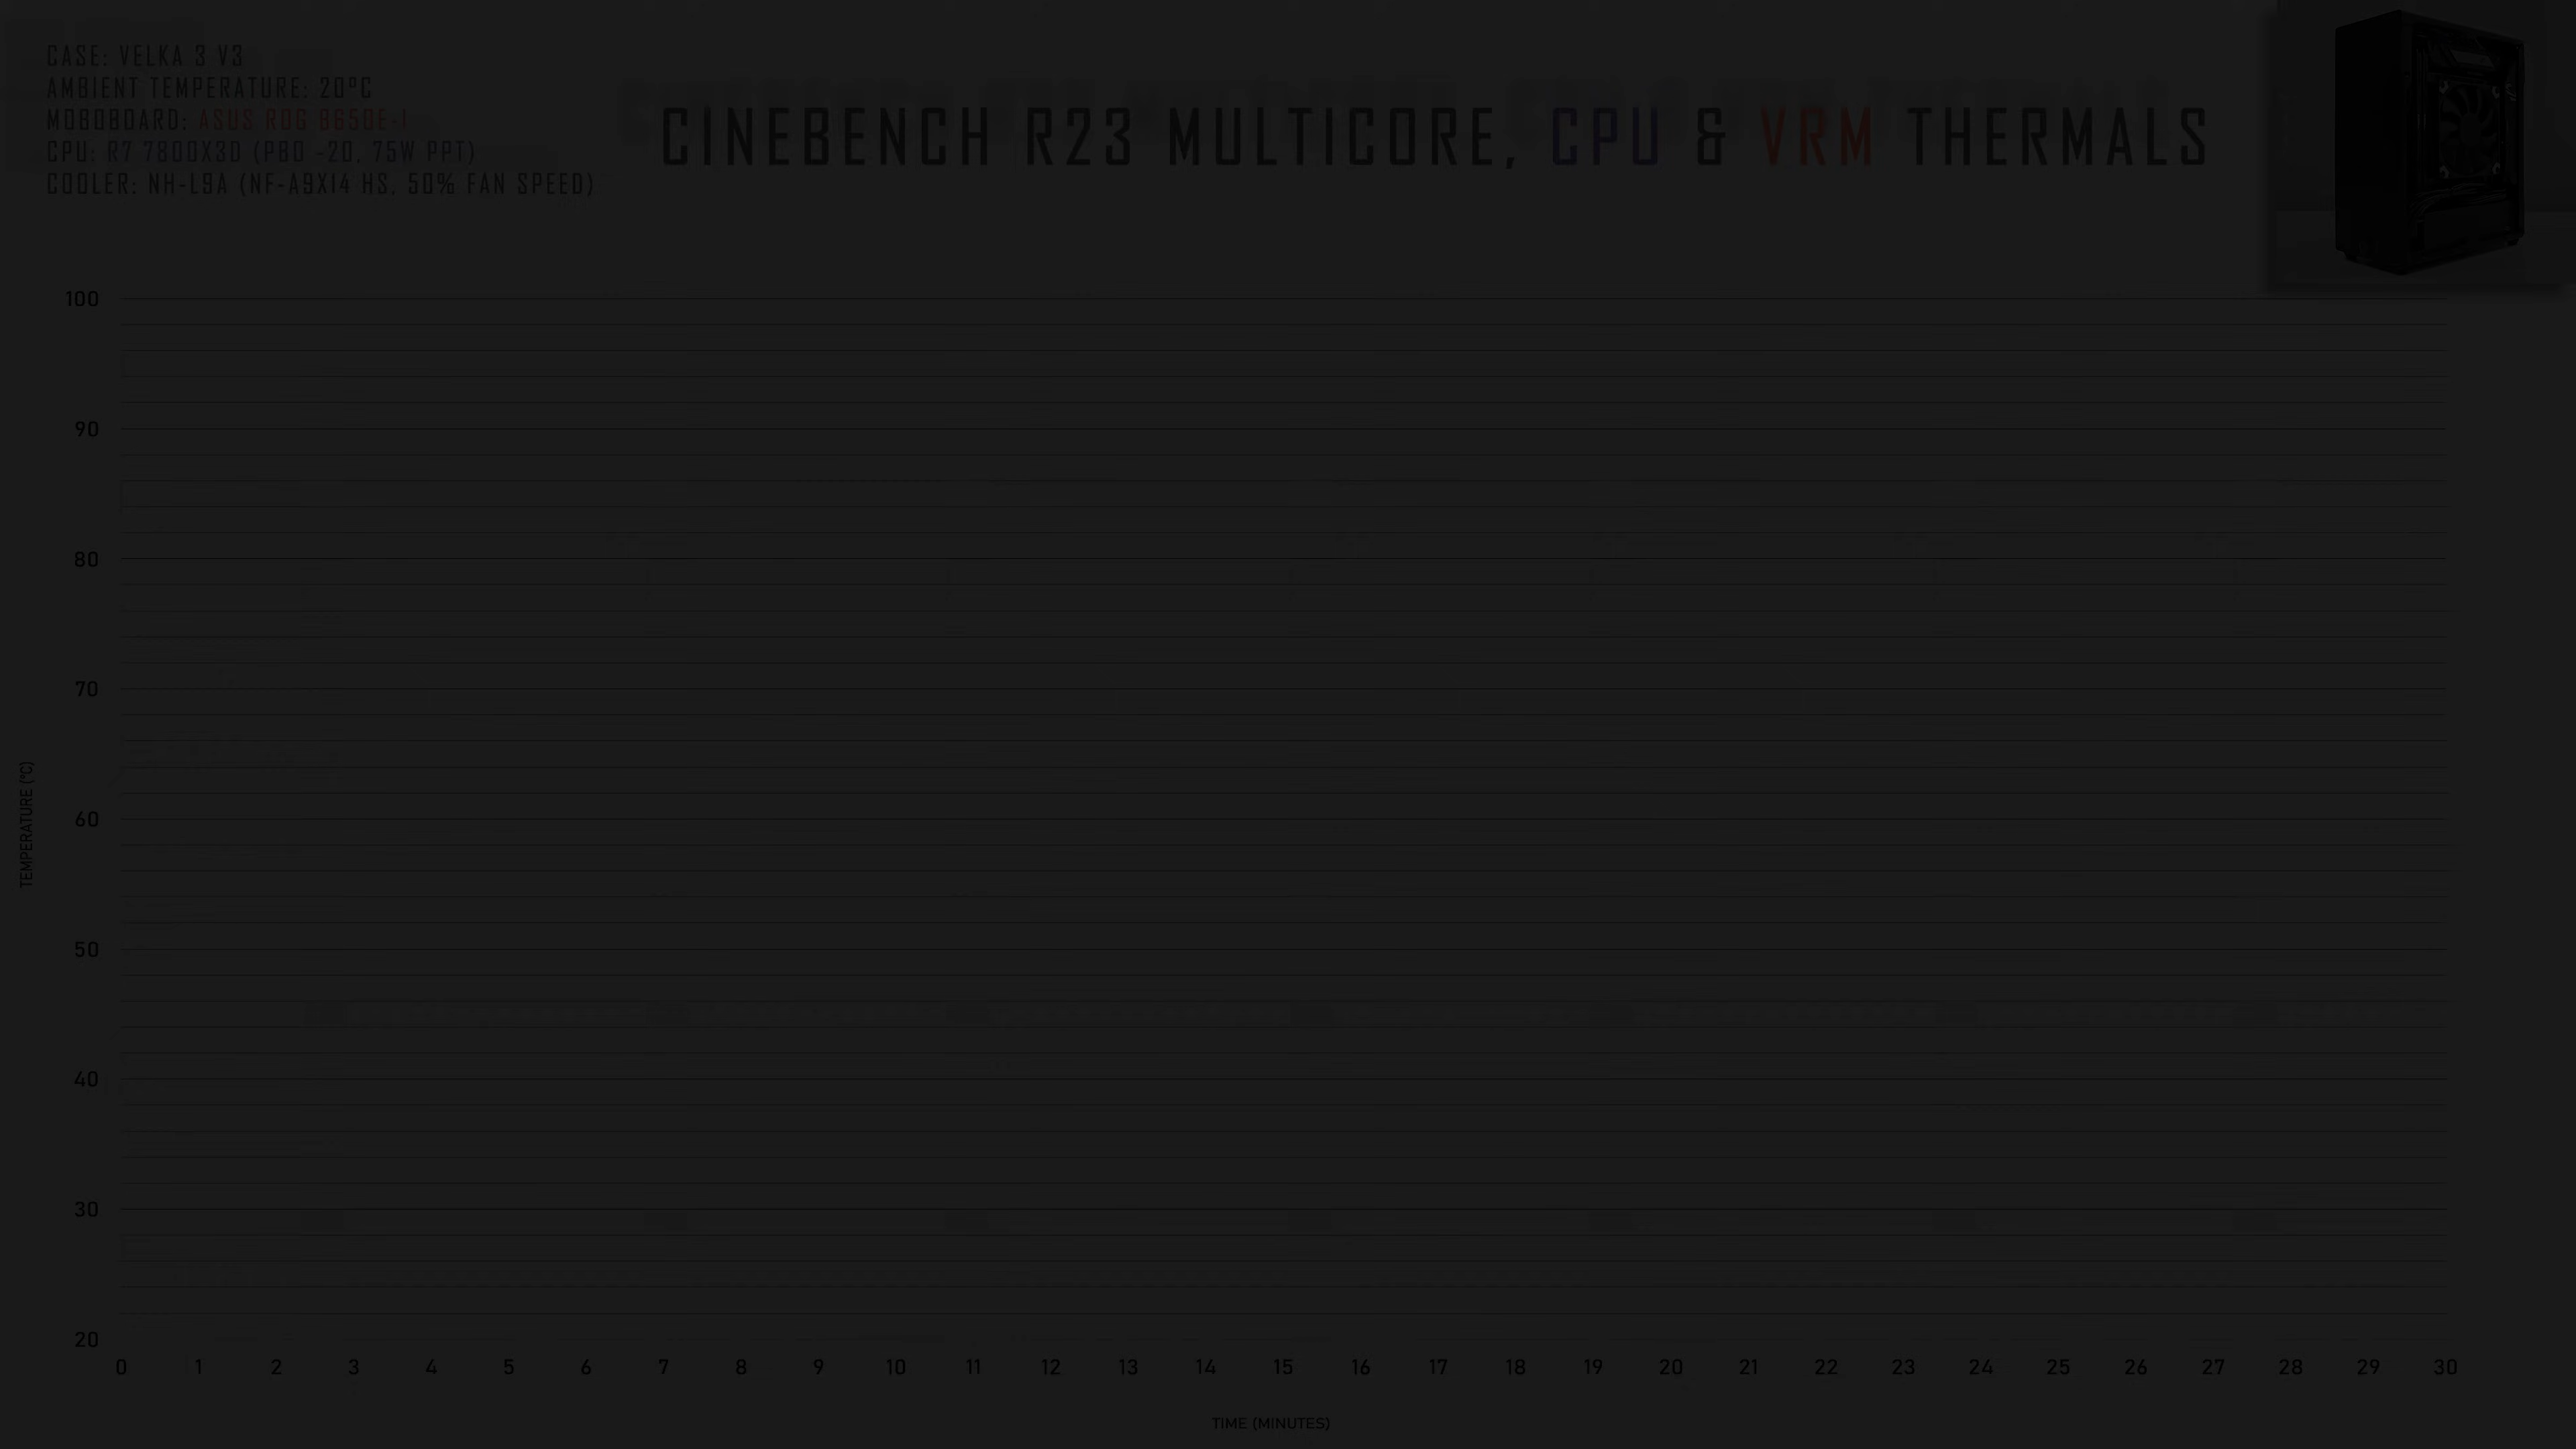 CASE: VELKA 3 V3
AMBIENT TEMPERATURE: 20°C
MOBOBOARD: ASUS ROG B650E-I
CPU: R7 7800X3D (PBO -20, 75W PPT)
COOLER: NH-L9A (NF-A9X14 HS, 50% FAN SPEED)
CINEBENCH R23 MULTICORE, CPU & VRM THERMALS
100
90
80
70
60
50
40
30
20
TEMPERATURE (°C)
0 1 2 3 4 5 6 7 8 9 10 11 12 13 14 15 16 17 18 19 20 21 22 23 24 25 26 27 28 29 30
TIME (MINUTES)